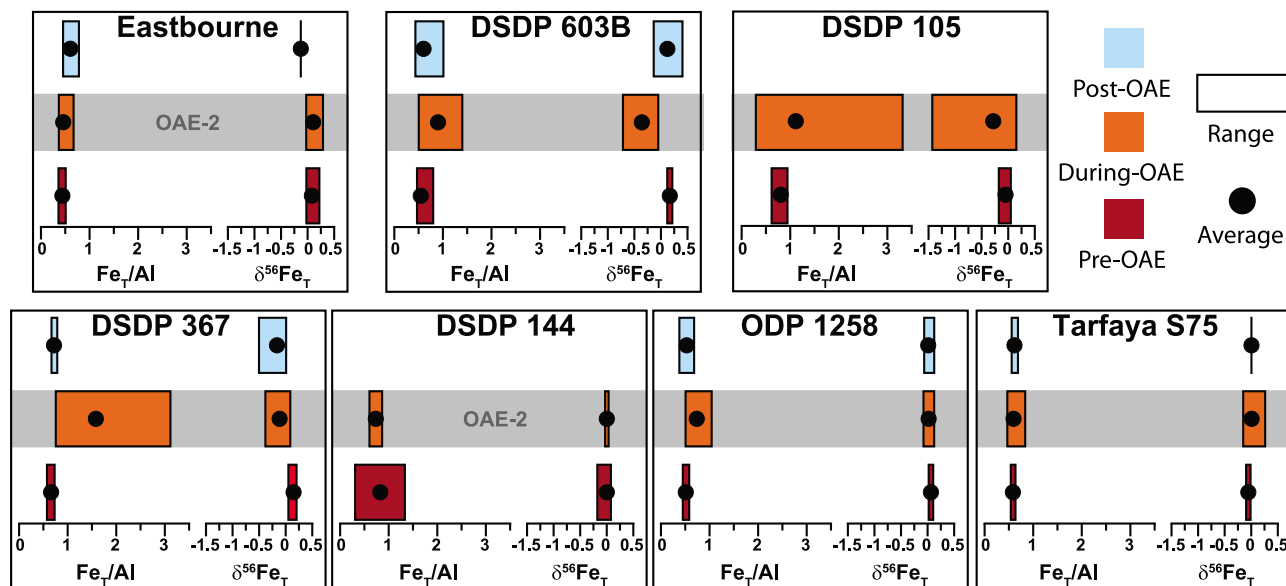 Eastbourne
OAE-2
0 1 2 3 -1.5 -1 -0.5 0 0.5
FeT/Al δ56FeT
DSDP 603B
0 1 2 3 -1.5 -1 -0.5 0 0.5
FeT/Al δ56FeT
DSDP 105
0 1 2 3 -1.5 -1 -0.5 0 0.5
FeT/Al δ56FeT
Post-OAE
During-OAE
Pre-OAE
Range
Average
DSDP 367
0 1 2 3 -1.5 -1 -0.5 0 0.5
FeT/Al δ56FeT
DSDP 144
OAE-2
0 1 2 3 -1.5 -1 -0.5 0 0.5
FeT/Al δ56FeT
ODP 1258
0 1 2 3 -1.5 -1 -0.5 0 0.5
FeT/Al δ56FeT
Tarfaya S75
0 1 2 3 -1.5 -1 -0.5 0 0.5
FeT/Al δ56FeT